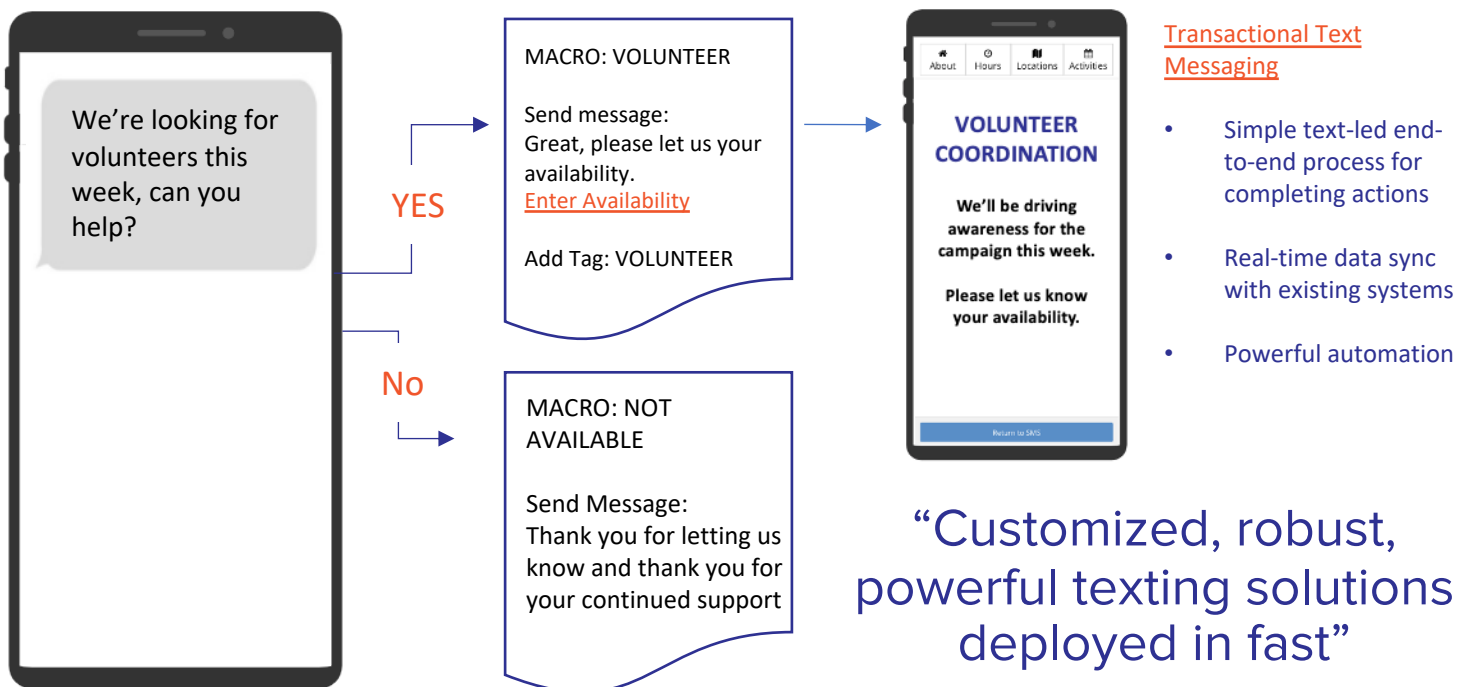 We’re looking for
volunteers this
week, can you
help?
YES
No
MACRO: VOLUNTEER
Send message:
Great, please let us your
availability.
Enter Availability
Add Tag: VOLUNTEER
MACRO: NOT
AVAILABLE
Send Message:
Thank you for letting us
know and thank you for
your continued support
About Hours Locations Activities
VOLUNTEER
COORDINATION
We’ll be driving
awareness for the
campaign this week.
Please let us know
your availability.
Return to SMS
Transactional Text
Messaging
• Simple text-led end-
to-end process for
completing actions
• Real-time data sync
with existing systems
• Powerful automation
“Customized, robust,
powerful texting solutions
deployed in fast”